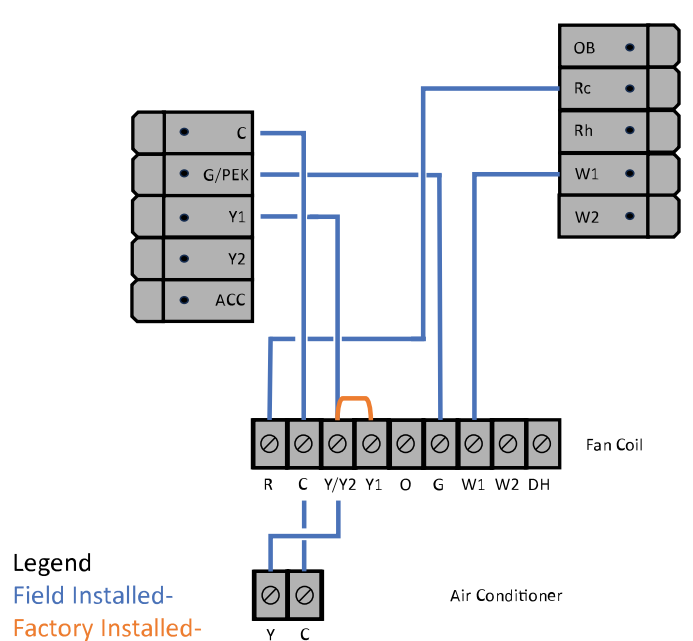 OB
Rc
Rh
W1
W2
C
G/PEK
Y1
Y2
ACC
Fan Coil
R C Y/Y2 Y1 O G W1 W2 DH
Legend
Field Installed-
Factory Installed-
Air Conditioner
Y C